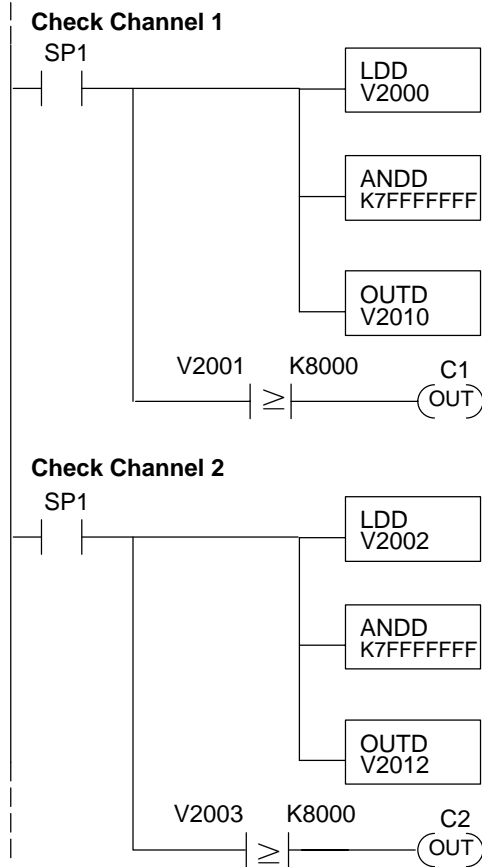 Check Channel 1
SP1
LDD
V2000
ANDD
K7FFFFFFF
OUTD
V2010
V2001 ≥ K8000 C1
OUT
Check Channel 2
SP1
LDD
V2002
ANDD
K7FFFFFFF
OUTD
V2012
V2003 ≥ K8000 C2
OUT